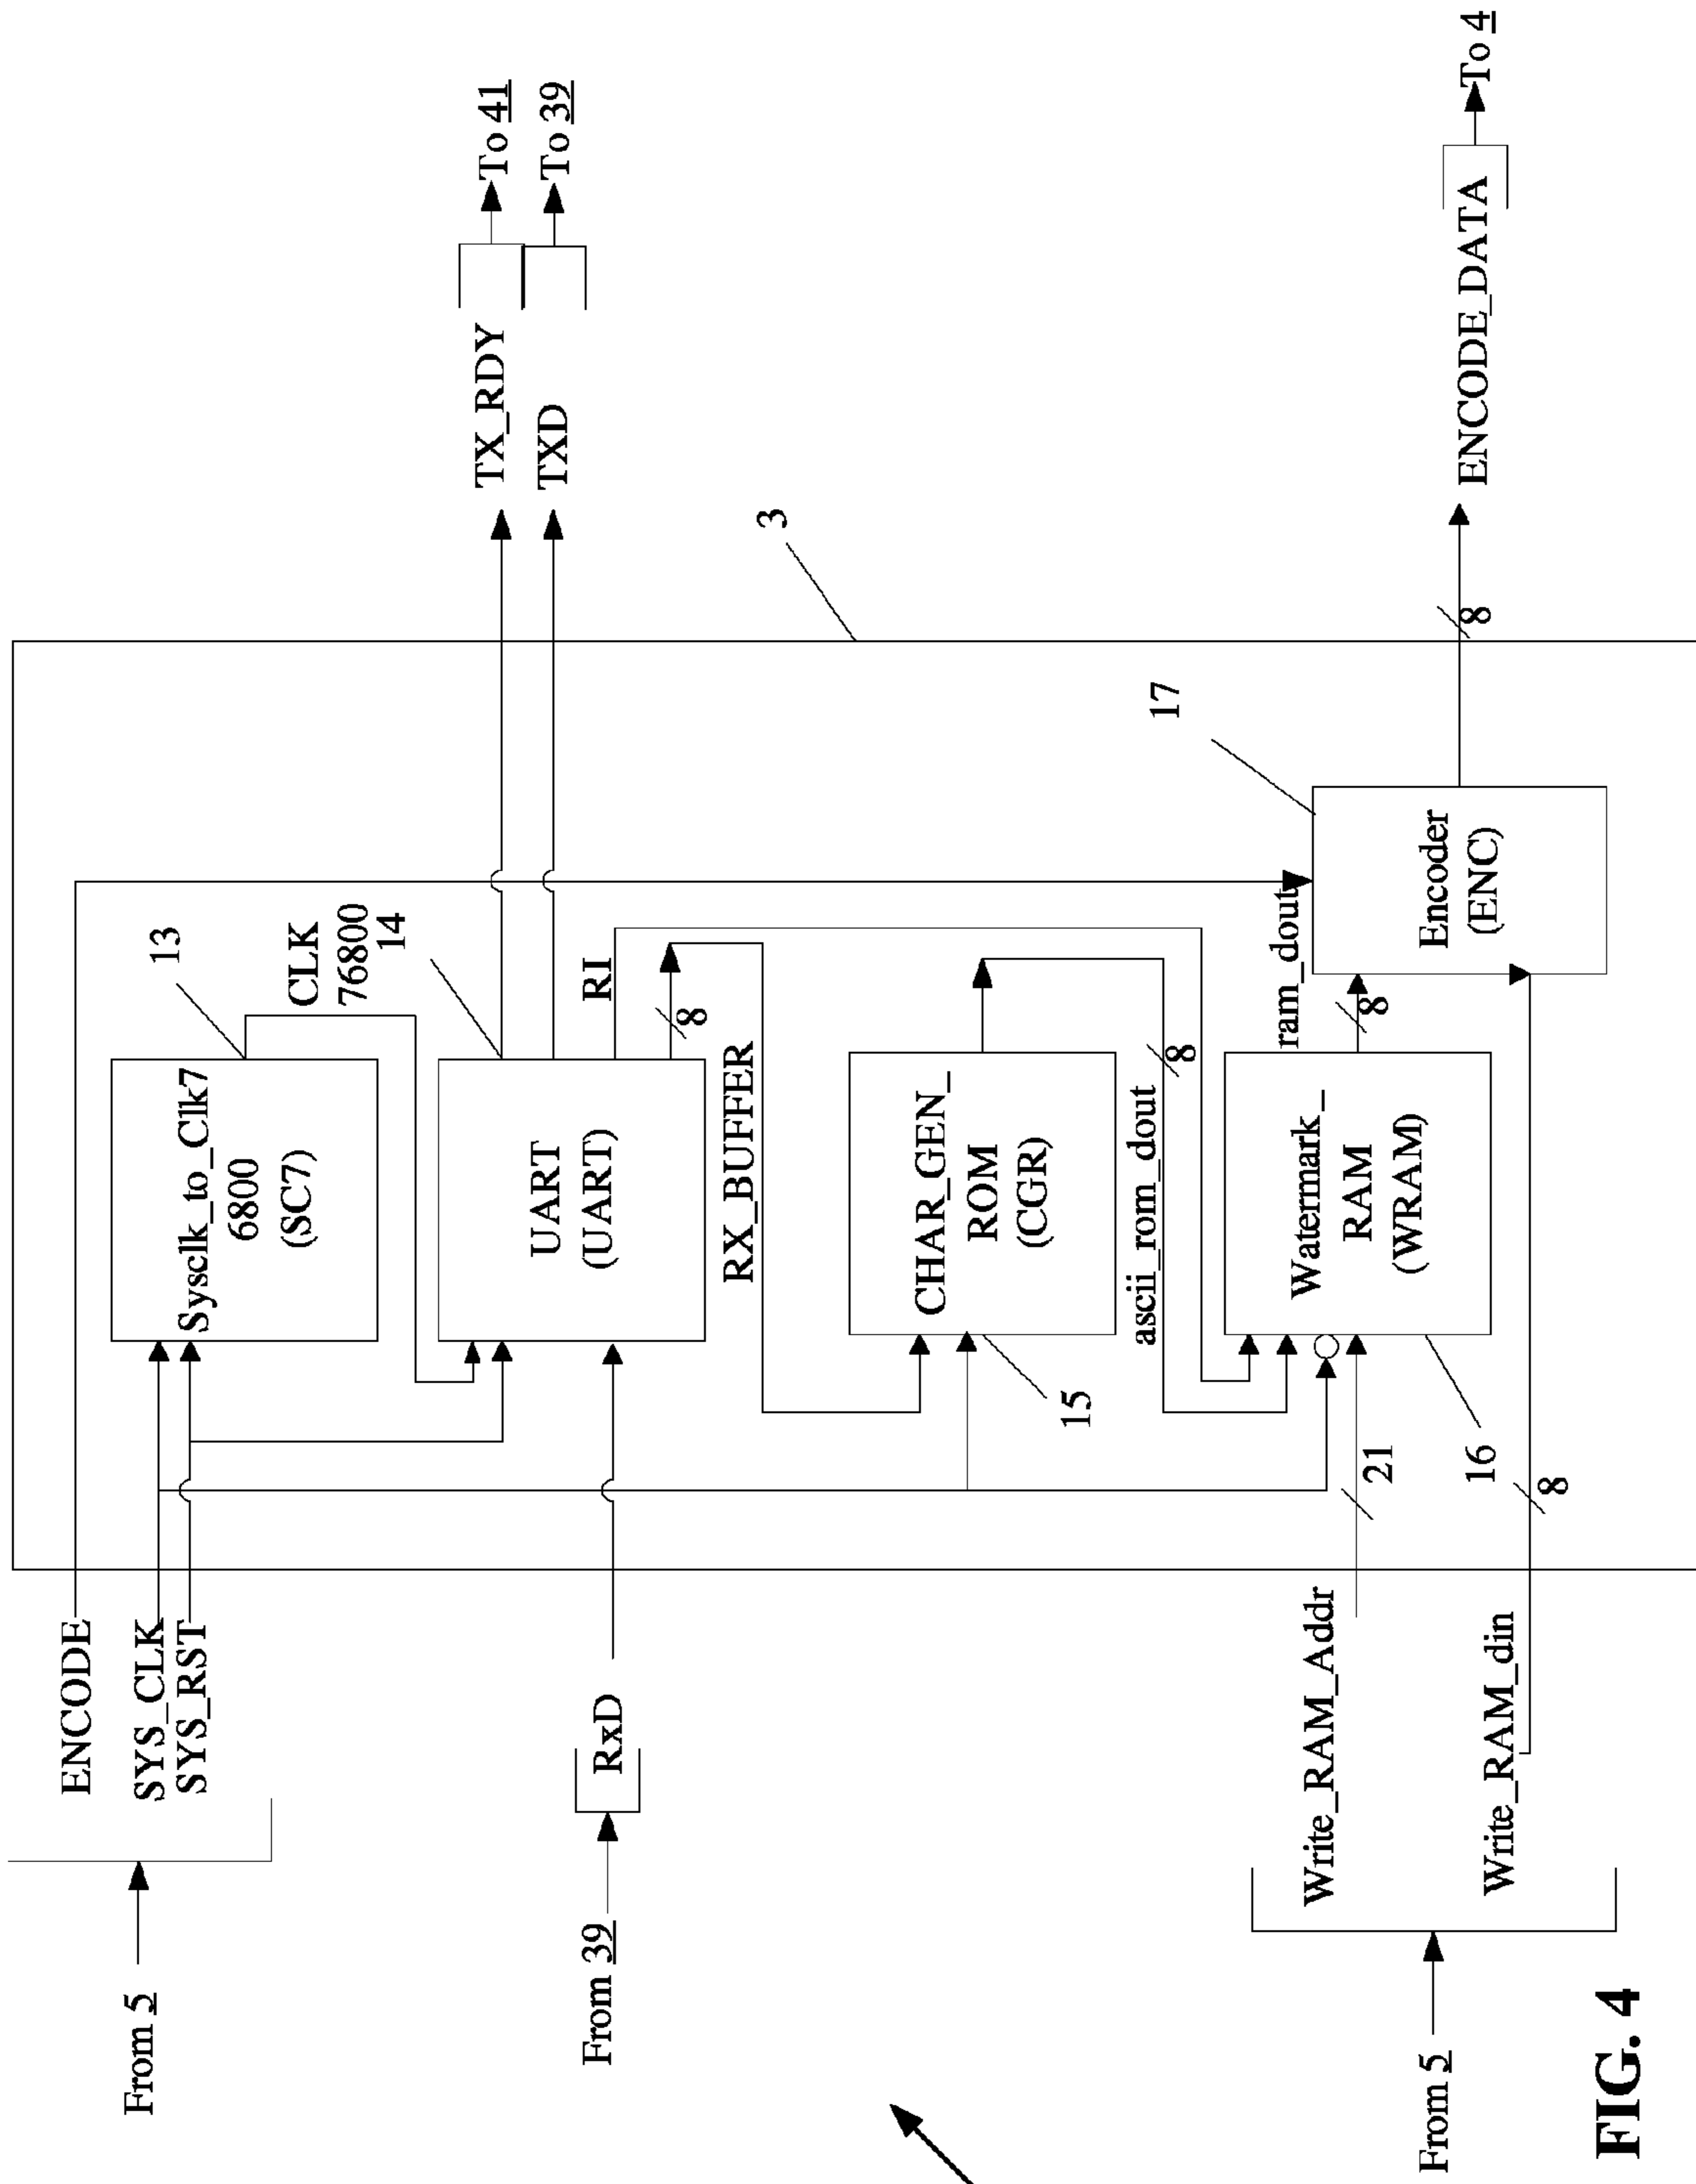 From 5
ENCODE
SYS_CLK
SYS_RST
From 39
RxD
From 5
Write_RAM_Addr
Write_RAM_din
3
13
Sysclk_to_Clk7
6800
(SC7)
CLK
76800
14
UART
(UART)
RI
8
RX_BUFFER
CHAR_GEN_
ROM
(CGR)
15
ascii_rom_dout
8
Watermark_
RAM
(WRAM)
16
21
8
ram_dout
8
17
Encoder
(ENC)
8
TX_RDY
To 41
TXD
To 39
ENCODE_DATA
To 4
FIG. 4